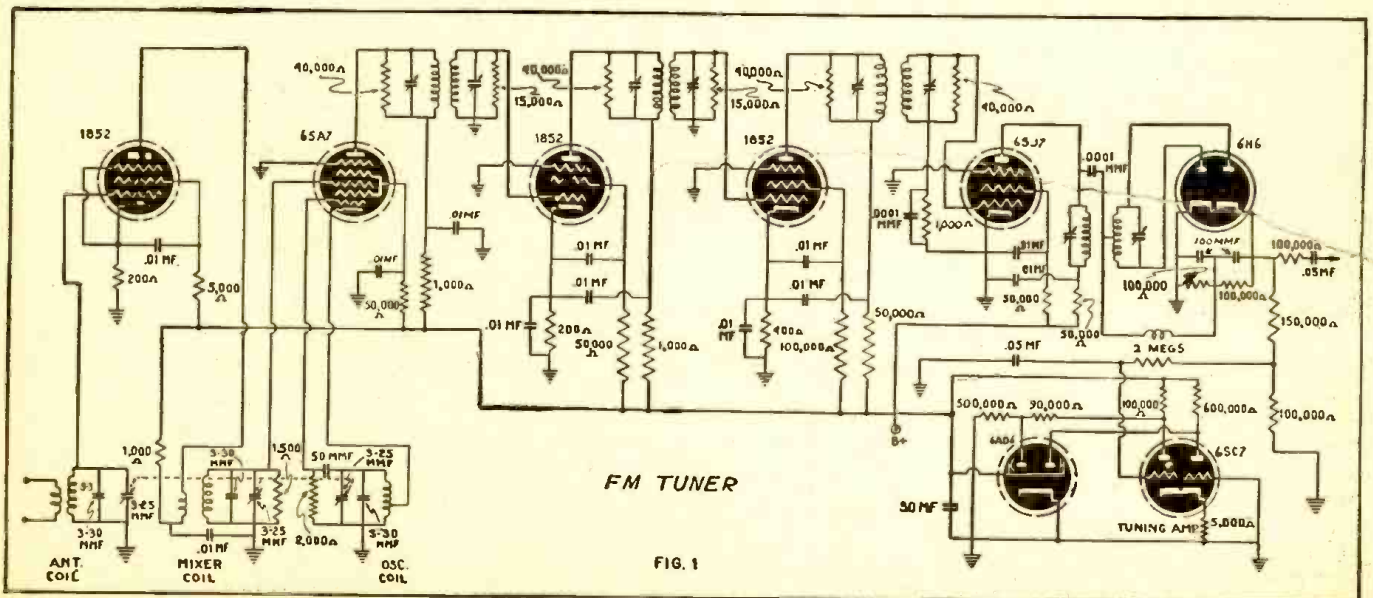 40,000Ω
15,000Ω
40,000Ω
15,000Ω
40,000Ω
40,000Ω
1852
6SA7
1852
1852
6SJ7
.0001
MMF
6H6
.01 MF
200Ω
5,000
Ω
.01 MF
.01MF
50,000
Ω
1,000Ω
.01 MF
.01 MF
.01 MF
200Ω
50,000
Ω
1,000Ω
.01 MF
.01 MF
.01
MF
400Ω
100,000Ω
50,000Ω
.0001
MMF
1,000Ω
.01MF
.01MF
50,000
Ω
50,000
Ω
100MMF
100,000Ω
.05MF
100,000
Ω
100,000Ω
150,000Ω
.05 MF
2 MEGS
100,000Ω
500,000Ω
90,000Ω
100,000
Ω
600,000Ω
B+
6AD6
6SC7
50 MF
TUNING AMP.
5,000Ω
1,000
Ω
3-30
MMF
1,500
Ω
50 MMF
3-25
MMF
3-25
MMF
3-30
MMF
.01MF
3-25
MMF
2,000Ω
3-30
MMF
ANT.
COIL
MIXER
COIL
OSC.
COIL
FM TUNER
FIG. 1